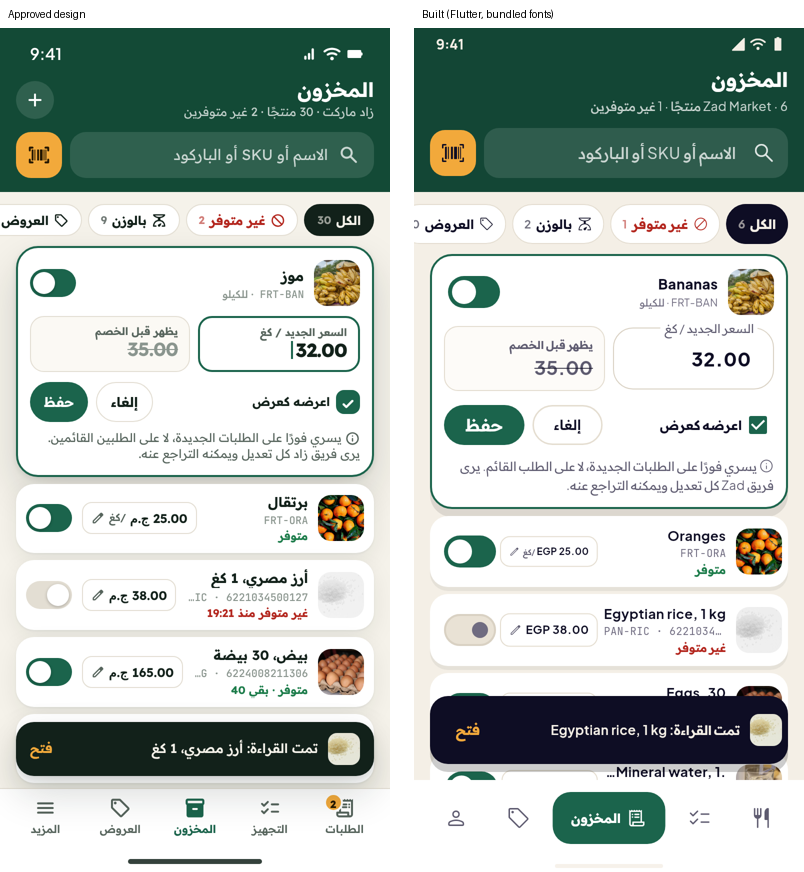 Approved design
9:41
المخزون
زاد ماركت · 30 منتجًا · 2 غير متوفرين
الاسم أو SKU أو الباركود
الكل 30
غير متوفر 2
بالوزن 9
العروض
موز
FRT-BAN · للكيلو
السعر الجديد / كغ
32.00
يظهر قبل الخصم
35.00
اعرضه كعرض
إلغاء
حفظ
يسري فورًا على الطلبات الجديدة، لا على الطلبين القائمين.
يرى فريق زاد كل تعديل ويمكنه التراجع عنه.
برتقال
FRT-ORA
متوفر
25.00 ج.م /كغ
أرز مصري، 1 كغ
6221034500127 · IC…
غير متوفر منذ 19:21
38.00 ج.م
بيض، 30 بيضة
6224008211306 · G…
متوفر · بقي 40
165.00 ج.م
تمت القراءة: أرز مصري، 1 كغ
فتح
2
الطلبات
التجهيز
المخزون
العروض
المزيد
Built (Flutter, bundled fonts)
9:41
المخزون
Zad Market · 6 منتجًا · 1 غير متوفرين
الاسم أو SKU أو الباركود
الكل 6
غير متوفر 1
بالوزن 2
العروض 0
Bananas
FRT-BAN · للكيلو
السعر الجديد / كغ
32.00
يظهر قبل الخصم
35.00
اعرضه كعرض
إلغاء
حفظ
يسري فورًا على الطلبات الجديدة، لا على الطلب القائم. يرى
فريق Zad كل تعديل ويمكنه التراجع عنه.
Oranges
FRT-ORA
متوفر
EGP 25.00 /كغ
Egyptian rice, 1 kg
PAN-RIC · 6221034…
غير متوفر
EGP 38.00
Eggs, 30
تمت القراءة: Egyptian rice, 1 kg
فتح
Mineral water, 1.…
المخزون